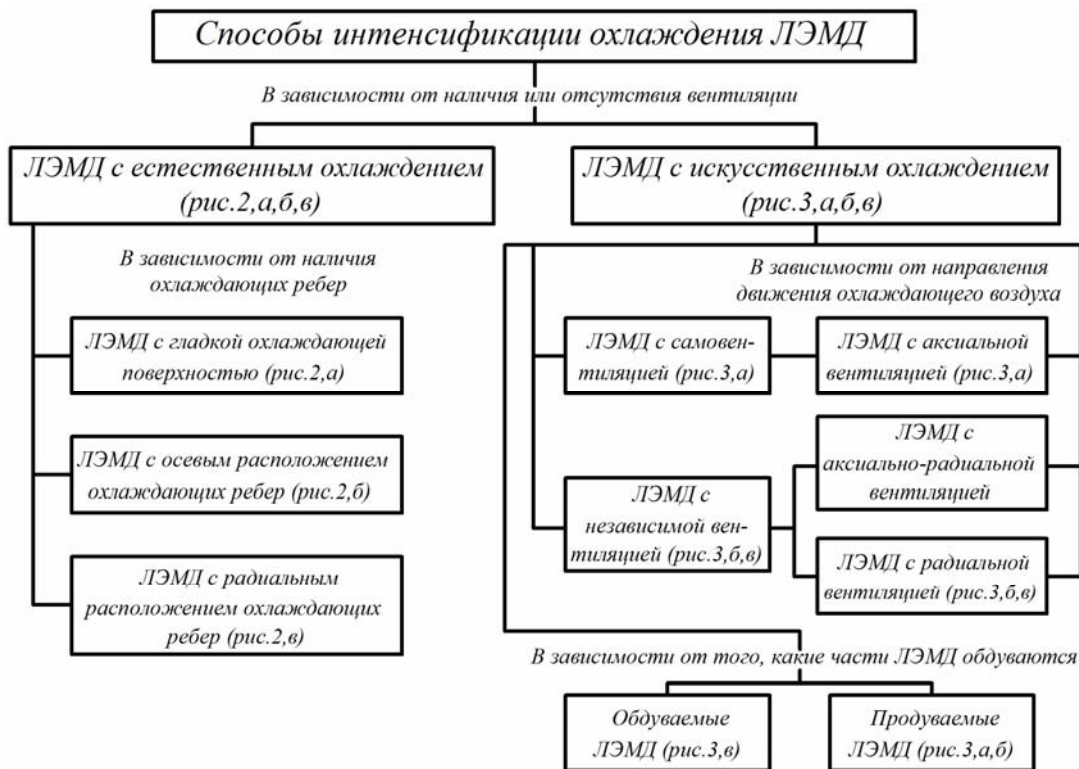 Способы интенсификации охлаждения ЛЭМД
В зависимости от наличия или отсутствия вентиляции
ЛЭМД с естественным охлаждением
(рис.2,а,б,в)
ЛЭМД с искусственным охлаждением
(рис.3,а,б,в)
В зависимости от наличия
охлаждающих ребер
ЛЭМД с гладкой охлаждающей
поверхностью (рис.2,а)
ЛЭМД с осевым расположением
охлаждающих ребер (рис.2,б)
ЛЭМД с радиальным
расположением охлаждающих
ребер (рис.2,в)
В зависимости от направления
движения охлаждающего воздуха
ЛЭМД с самовен-
тиляцией (рис.3,а)
ЛЭМД с аксиальной
вентиляцией (рис.3,а)
ЛЭМД с
независимой вен-
тиляцией (рис.3,б,в)
ЛЭМД с
аксиально-радиальной
вентиляцией
ЛЭМД с радиальной
вентиляцией (рис.3,б,в)
В зависимости от того, какие части ЛЭМД обдуваются
Обдуваемые
ЛЭМД (рис.3,в)
Продуваемые
ЛЭМД (рис.3,а,б)